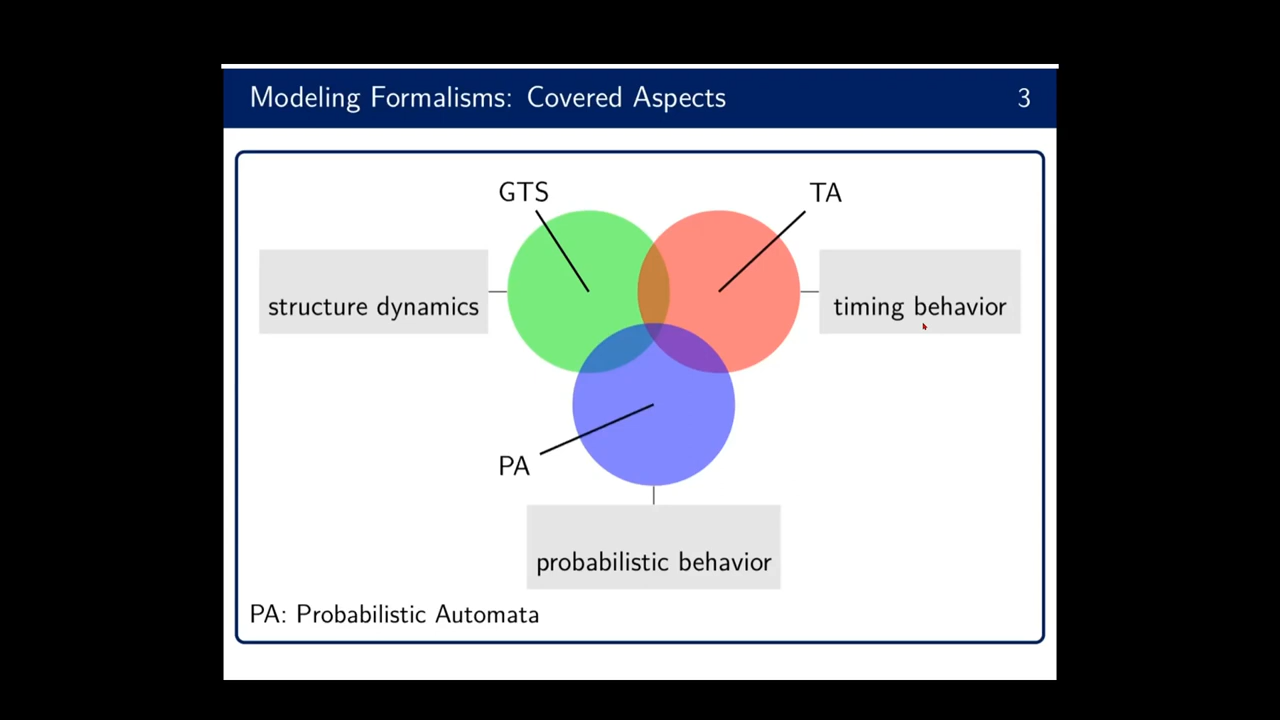 Modeling Formalisms: Covered Aspects 3
GTS
TA
structure dynamics
timing behavior
PA
probabilistic behavior
PA: Probabilistic Automata